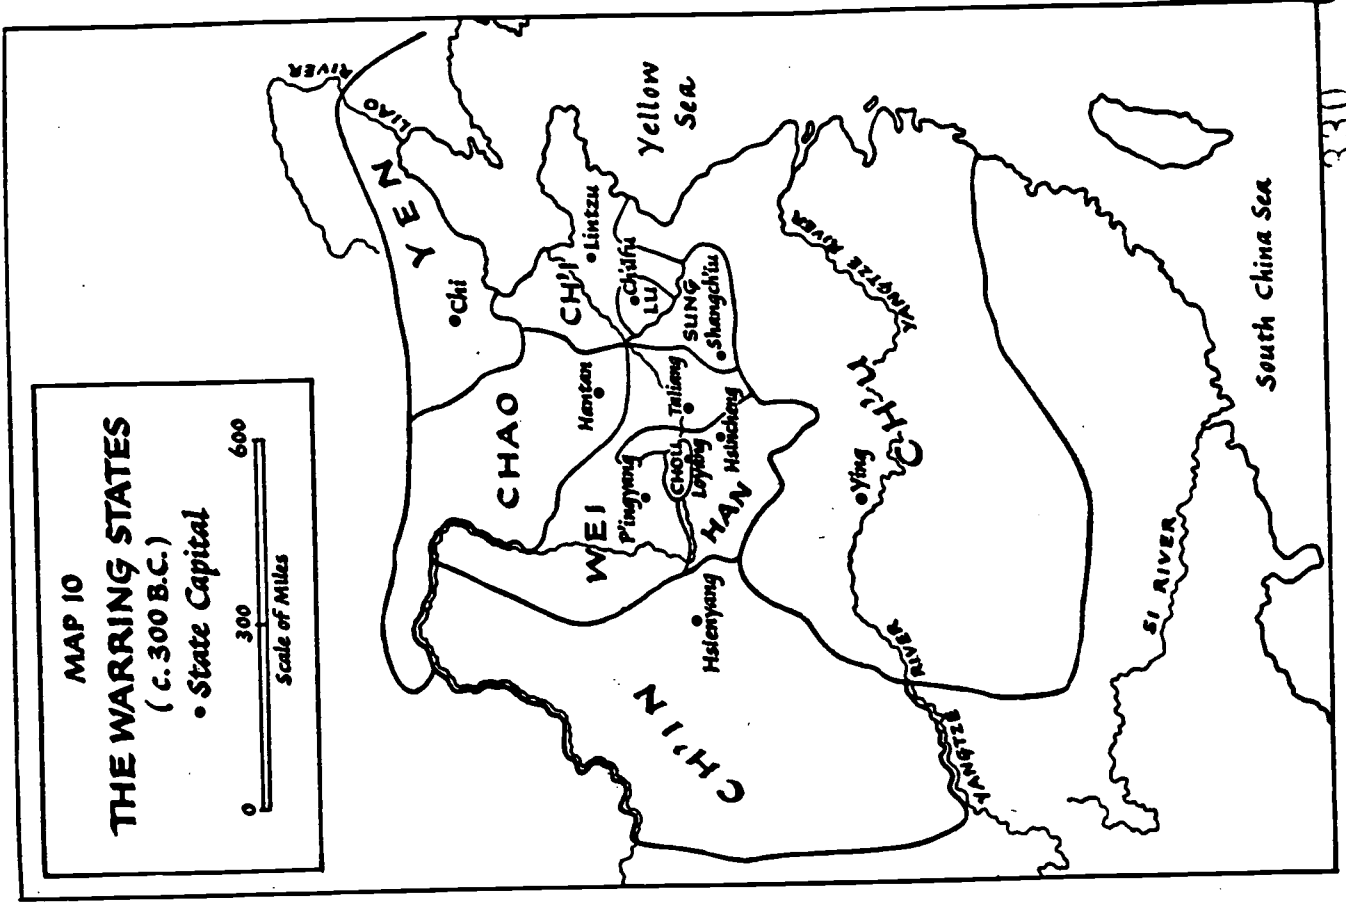 MAP 10
THE WARRING STATES
(c. 300 B.C.)
• State Capital
0 300 600
Scale of Miles
LIAO
RIVER
YEN
Chi
Yellow
Sea
CH'I
Lintzu
Ch'üfu
LU
SUNG
Shangch'iu
CHAO
Hantan
Taliang
WEI
P'ingyang
CHOU
Loyang
Hsincheng
HAN
Hsienyang
CH'IN
Ying
CH'U
YANGTZE RIVER
YANGTZE
YANGTZE
RIVER
SI RIVER
South China Sea
330